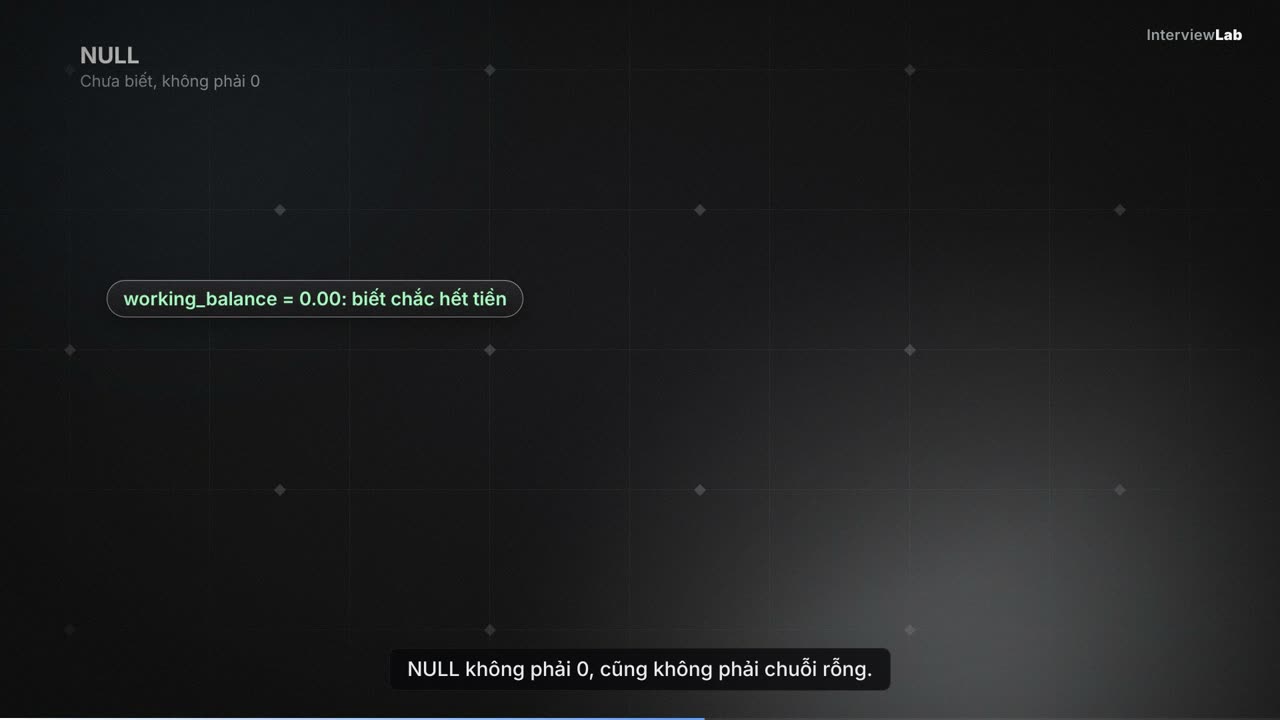 NULL
Chưa biết, không phải 0
InterviewLab
working_balance = 0.00: biết chắc hết tiền
NULL không phải 0, cũng không phải chuỗi rỗng.